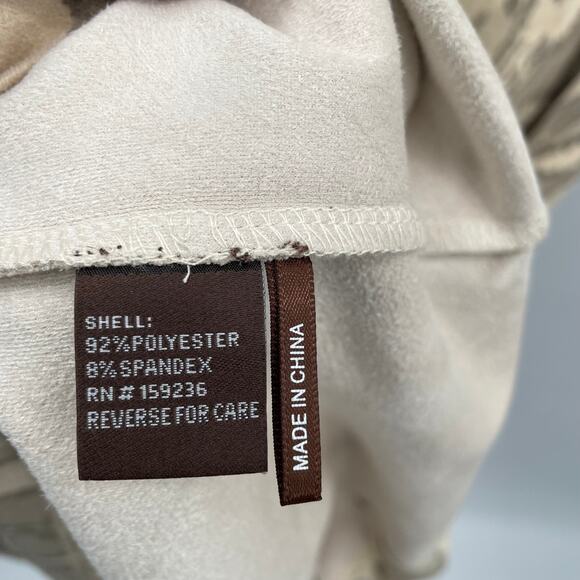 SHELL:
92%POLYESTER
8%SPANDEX
RN# 159236
REVERSE FOR CARE
MADE IN CHINA